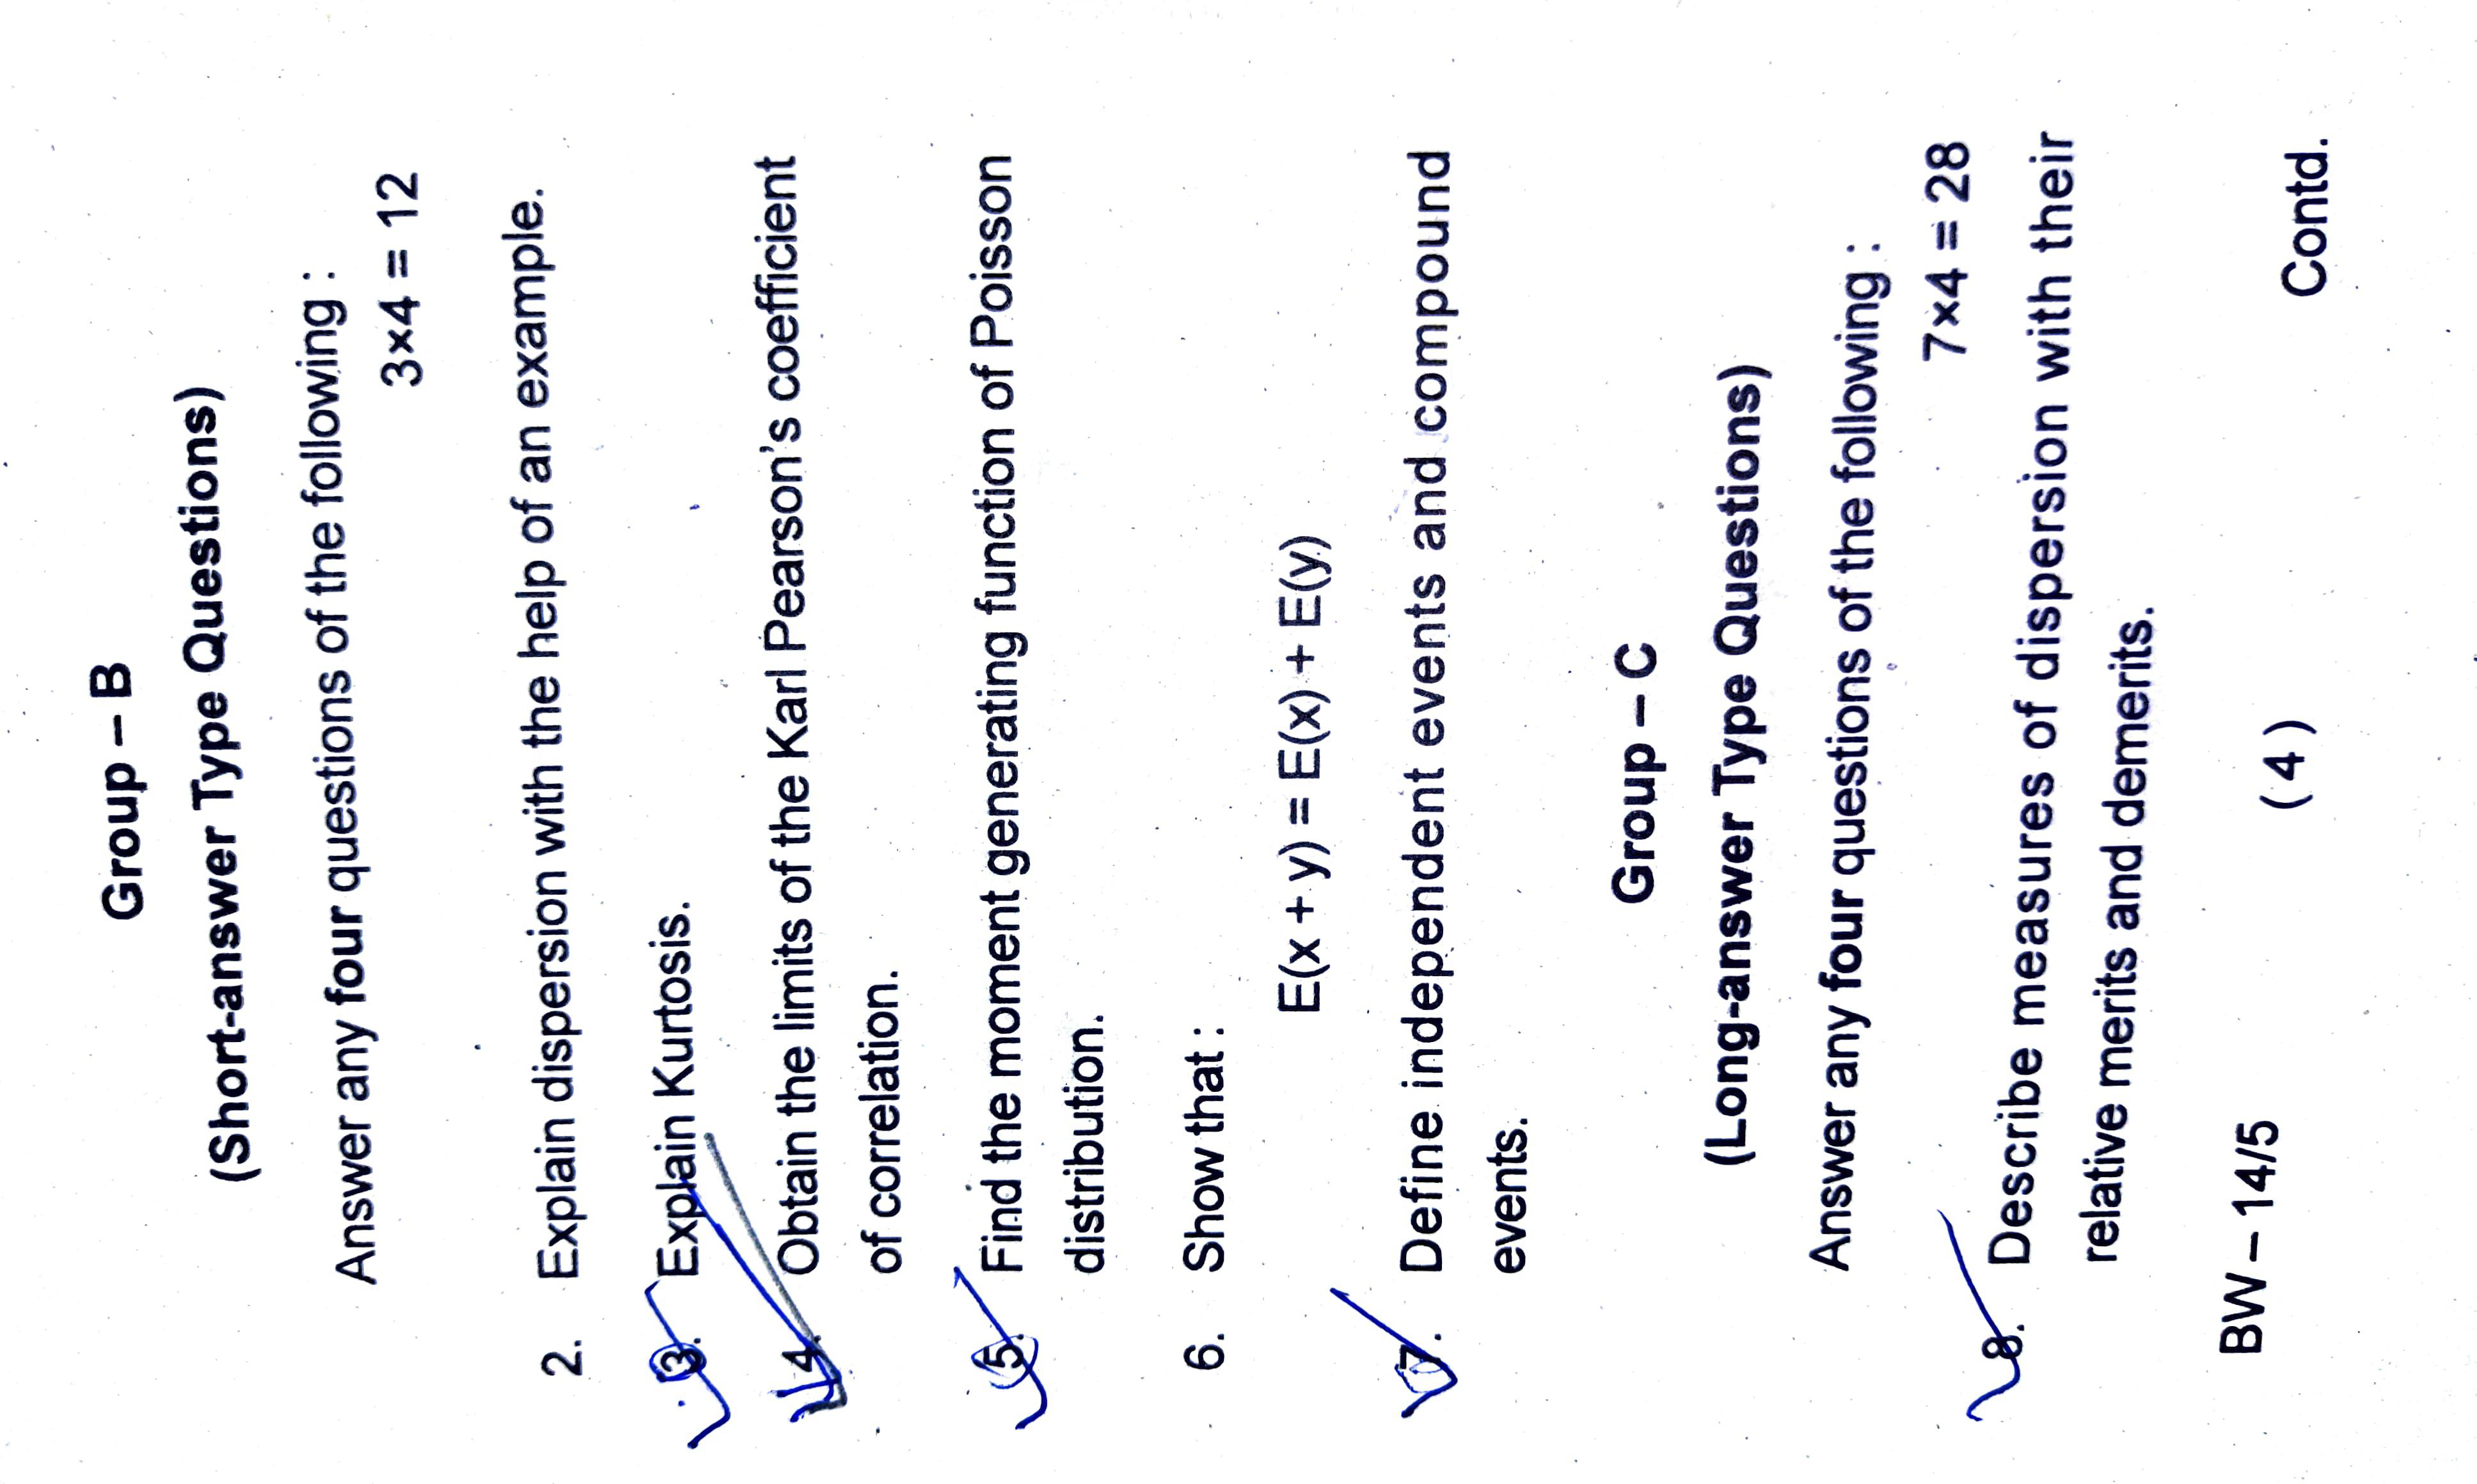 Group – B
(Short-answer Type Questions)
Answer any four questions of the following :
3×4 = 12
2. Explain dispersion with the help of an example.
3. Explain Kurtosis.
4. Obtain the limits of the Karl Pearson's coefficient
of correlation.
5. Find the moment generating function of Poisson
distribution.
6. Show that :
E(x + y) = E(x) + E(y)
7. Define independent events and compound
events.
Group – C
(Long-answer Type Questions)
Answer any four questions of the following :
7×4 = 28
8. Describe measures of dispersion with their
relative merits and demerits.
BW – 14/5
(4)
Contd.